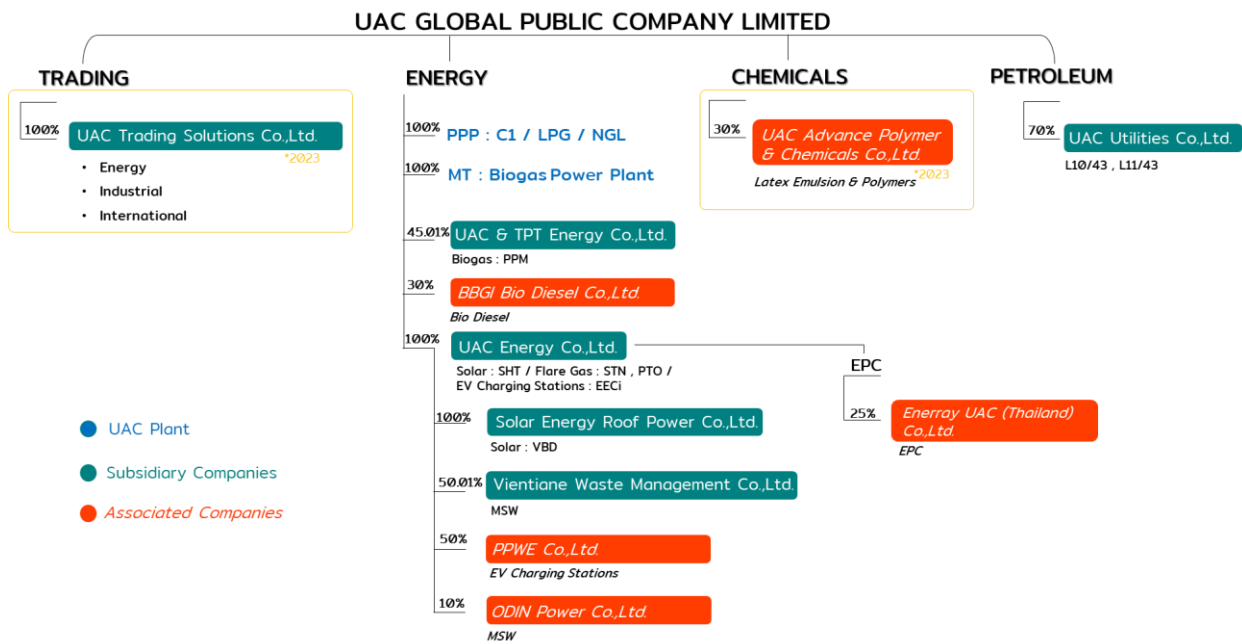 UAC GLOBAL PUBLIC COMPANY LIMITED
TRADING
100%
UAC Trading Solutions Co.,Ltd.
*2023
• Energy
• Industrial
• International
ENERGY
100%
PPP : C1 / LPG / NGL
100%
MT : Biogas Power Plant
45.01%
UAC & TPT Energy Co.,Ltd.
Biogas : PPM
30%
BBGI Bio Diesel Co.,Ltd.
Bio Diesel
100%
UAC Energy Co.,Ltd.
Solar : SHT / Flare Gas : STN , PTO /
EV Charging Stations : EECi
100%
Solar Energy Roof Power Co.,Ltd.
Solar : VBD
50.01%
Vientiane Waste Management Co.,Ltd.
MSW
50%
PPWE Co.,Ltd.
EV Charging Stations
10%
ODIN Power Co.,Ltd.
MSW
EPC
25%
Enerray UAC (Thailand)
Co.,Ltd.
EPC
CHEMICALS
30%
UAC Advance Polymer
& Chemicals Co.,Ltd.
*2023
Latex Emulsion & Polymers
PETROLEUM
70%
UAC Utilities Co.,Ltd.
L10/43 , L11/43
UAC Plant
Subsidiary Companies
Associated Companies